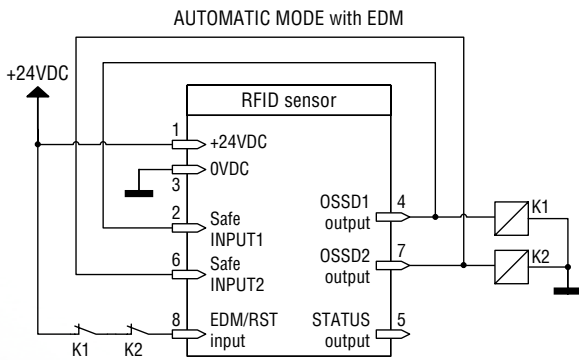 AUTOMATIC MODE with EDM
+24VDC
RFID sensor
1
+24VDC
0VDC
3
2
Safe
INPUT1
6
Safe
INPUT2
8
EDM/RST
input
K1
K2
OSSD1
output
4
K1
OSSD2
output
7
K2
STATUS
output
5